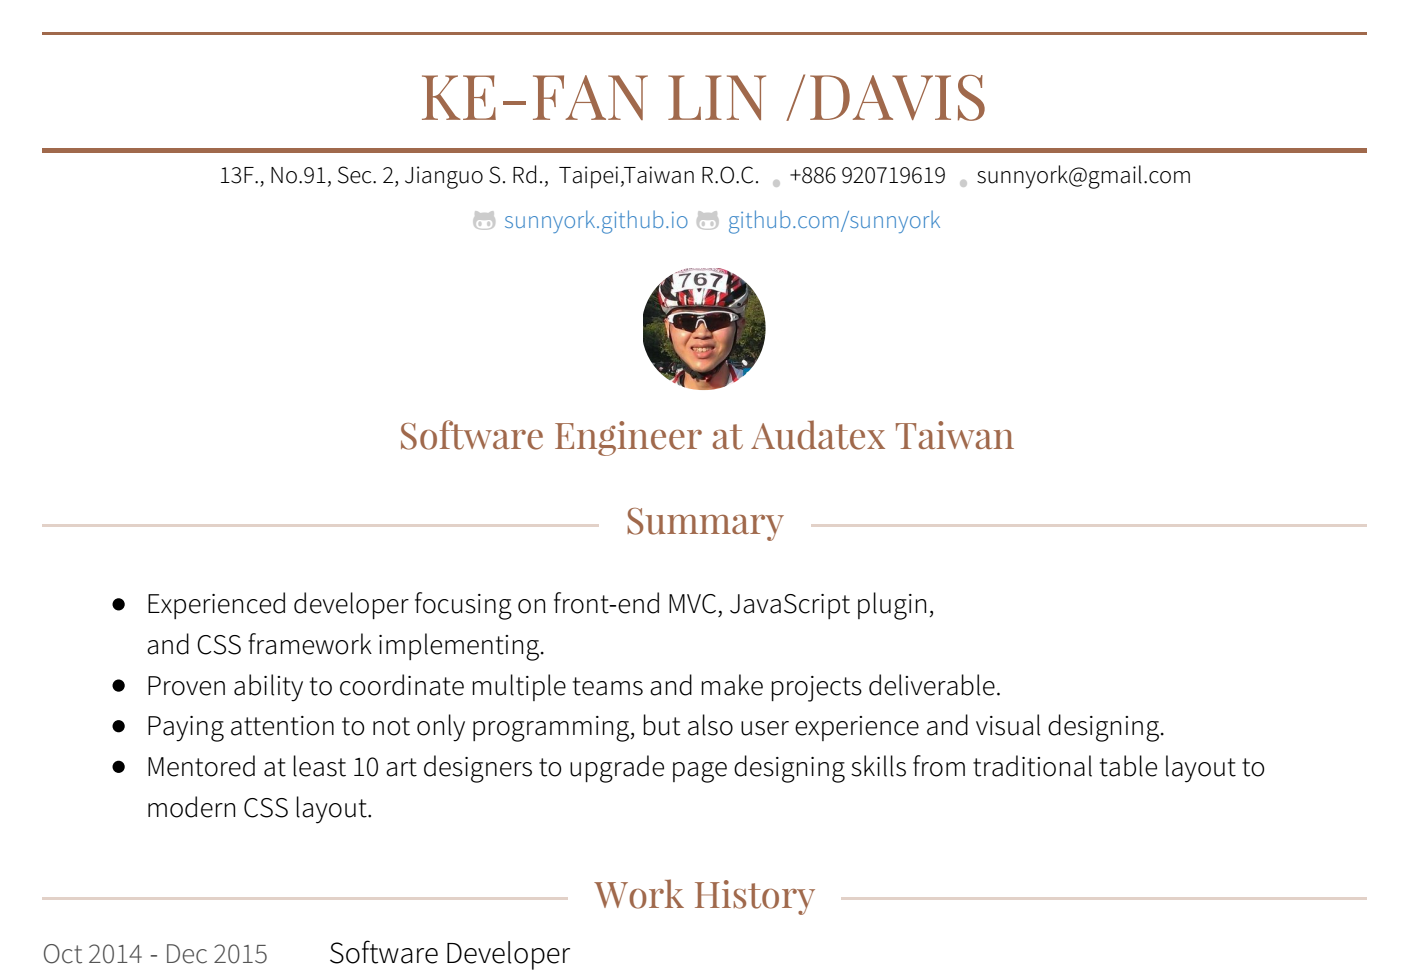 KE-FAN LIN /DAVIS
13F., No.91, Sec. 2, Jianguo S. Rd.,  Taipei,Taiwan R.O.C. ● +886 920719619 ● sunnyork@gmail.com
sunnyork.github.io github.com/sunnyork
767
Software Engineer at Audatex Taiwan
Summary
● Experienced developer focusing on front-end MVC, JavaScript plugin,
and CSS framework implementing.
● Proven ability to coordinate multiple teams and make projects deliverable.
● Paying attention to not only programming, but also user experience and visual designing.
● Mentored at least 10 art designers to upgrade page designing skills from traditional table layout to
modern CSS layout.
Work History
Oct 2014 - Dec 2015 Software Developer